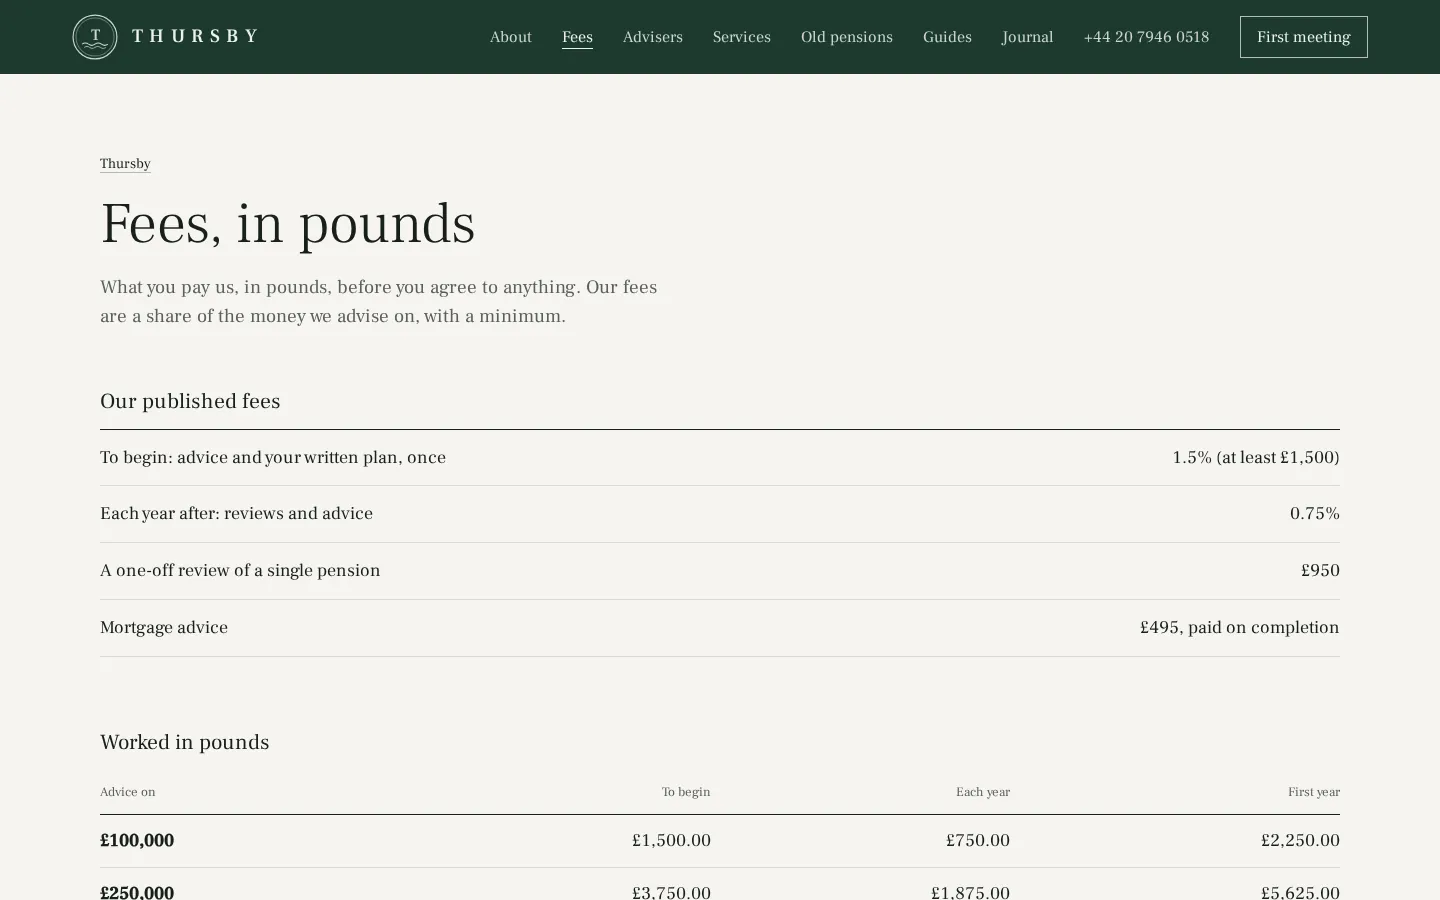 T THURSBY
About Fees Advisers Services Old pensions Guides Journal +44 20 7946 0518 First meeting
Thursby
Fees, in pounds
What you pay us, in pounds, before you agree to anything. Our fees
are a share of the money we advise on, with a minimum.
Our published fees
To begin: advice and your written plan, once 1.5% (at least £1,500)
Each year after: reviews and advice 0.75%
A one-off review of a single pension £950
Mortgage advice £495, paid on completion
Worked in pounds
Advice on To begin Each year First year
£100,000 £1,500.00 £750.00 £2,250.00
£250,000 £3,750.00 £1,875.00 £5,625.00